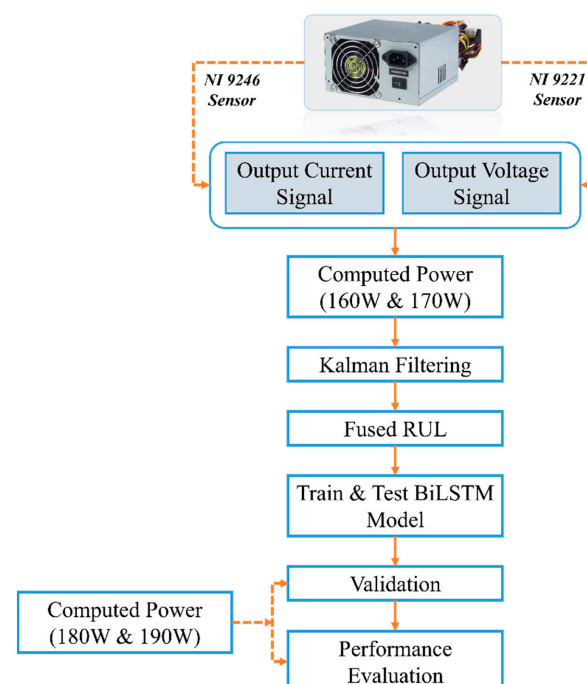 NI 9246
Sensor
NI 9221
Sensor
Output Current
Signal
Output Voltage
Signal
Computed Power
(160W & 170W)
Kalman Filtering
Fused RUL
Train & Test BiLSTM
Model
Validation
Computed Power
(180W & 190W)
Performance
Evaluation